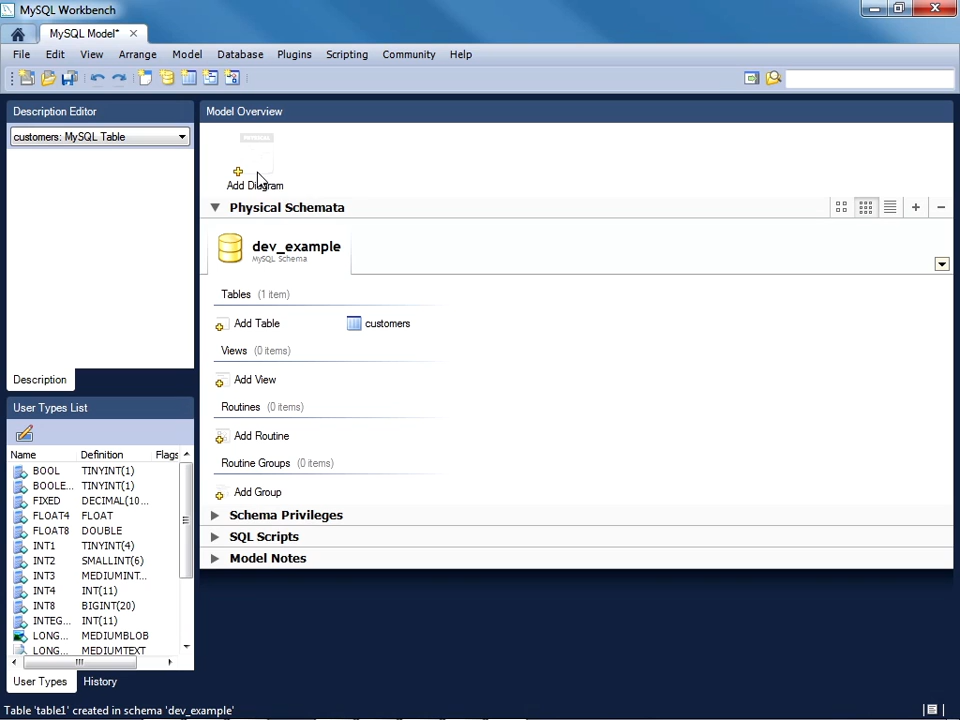 MySQL Workbench
MySQL Model*
File Edit View Arrange Model Database Plugins Scripting Community Help
Description Editor
customers: MySQL Table
Description
User Types List
Name Definition Flags
BOOL TINYINT(1)
BOOLE... TINYINT(1)
FIXED DECIMAL(10...
FLOAT4 FLOAT
FLOAT8 DOUBLE
INT1 TINYINT(4)
INT2 SMALLINT(6)
INT3 MEDIUMINT...
INT4 INT(11)
INT8 BIGINT(20)
INTEG... INT(11)
LONG... MEDIUMBLOB
LONG... MEDIUMTEXT
User Types History
Model Overview
Add Diagram
Physical Schemata
dev_example
MySQL Schema
Tables (1 item)
Add Table customers
Views (0 items)
Add View
Routines (0 items)
Add Routine
Routine Groups (0 items)
Add Group
Schema Privileges
SQL Scripts
Model Notes
Table 'table1' created in schema 'dev_example'